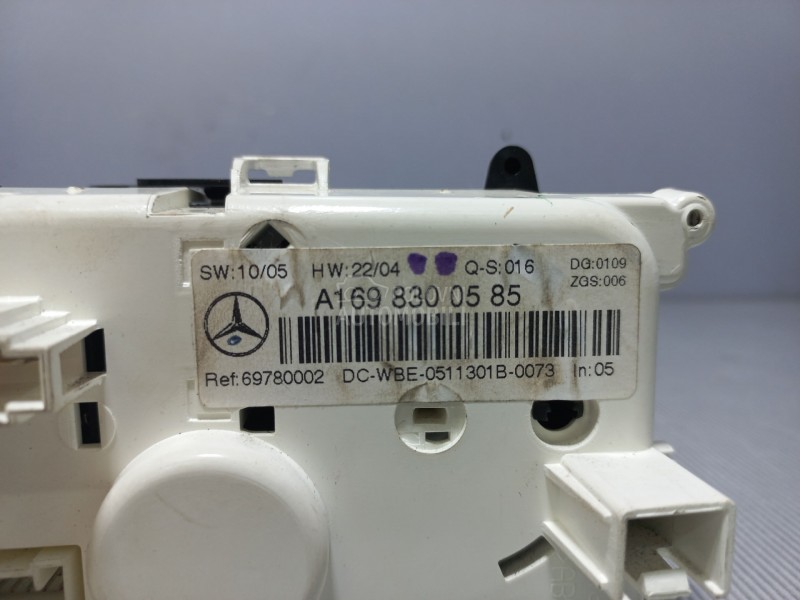 SW:10/05 HW:22/04 Q-S:016 DG:0109
ZGS:006
A169 830 05 85
Ref:69780002 DC-WBE-0511301B-0073 In:05